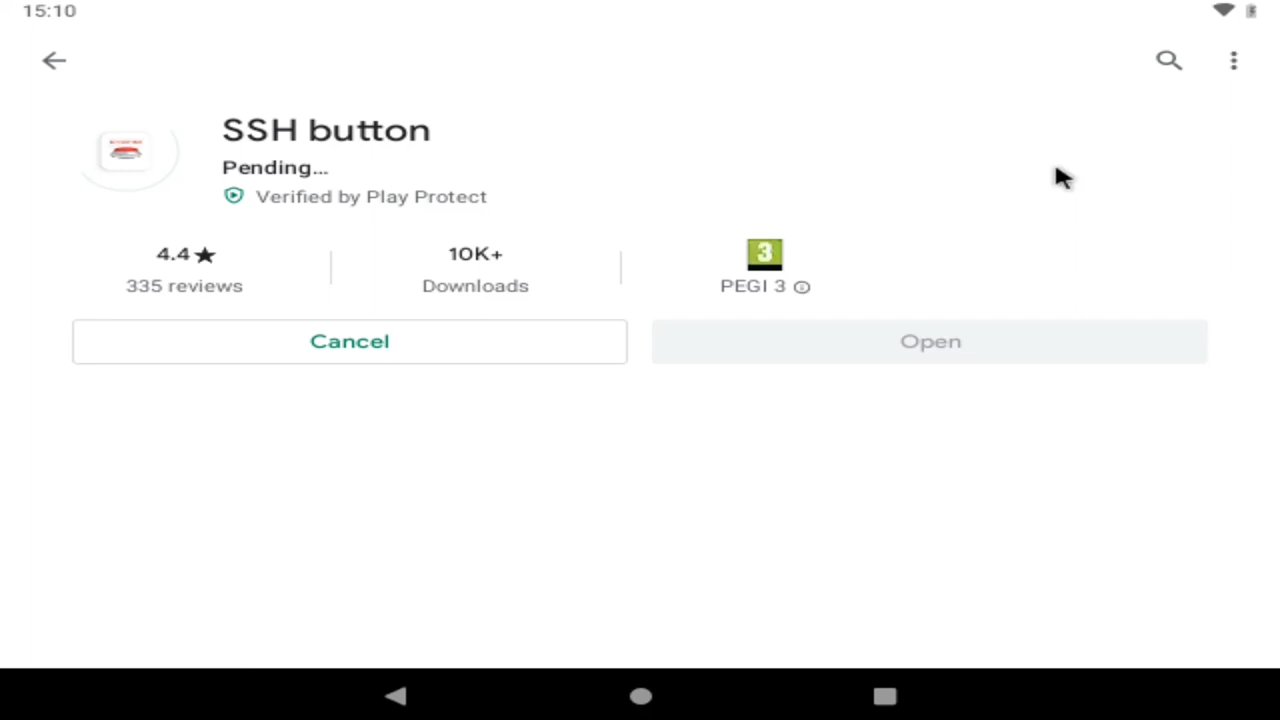 15:10
SSH button
Pending...
Verified by Play Protect
4.4★
335 reviews
10K+
Downloads
3
PEGI 3
Cancel
Open